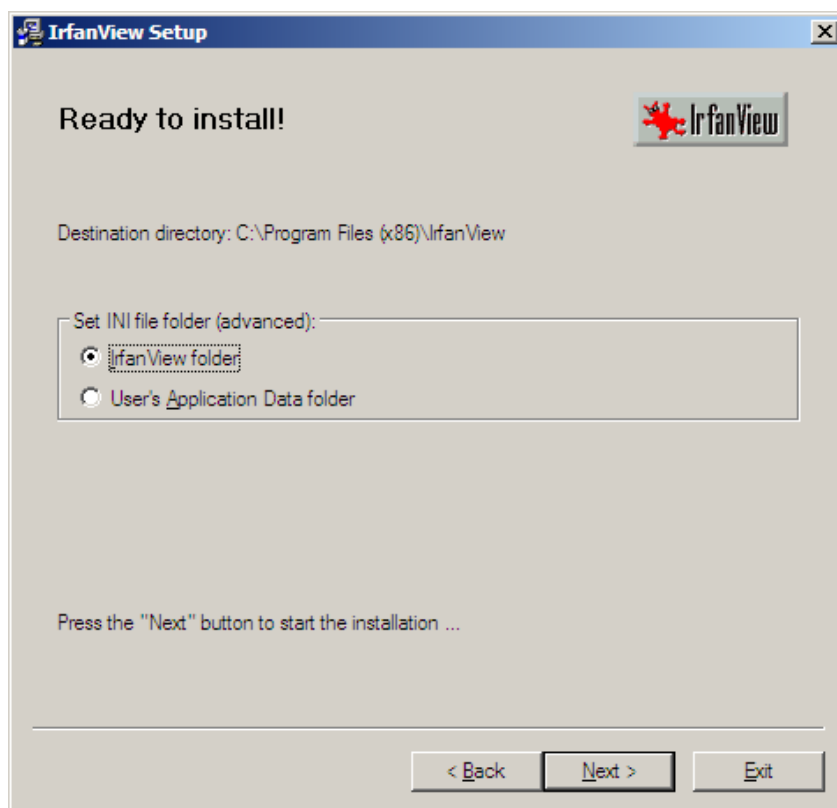 IrfanView Setup
Ready to install!
IrfanView
Destination directory: C:\Program Files (x86)\IrfanView
Set INI file folder (advanced):
IrfanView folder
User's Application Data folder
Press the "Next" button to start the installation ...
< Back Next > Exit